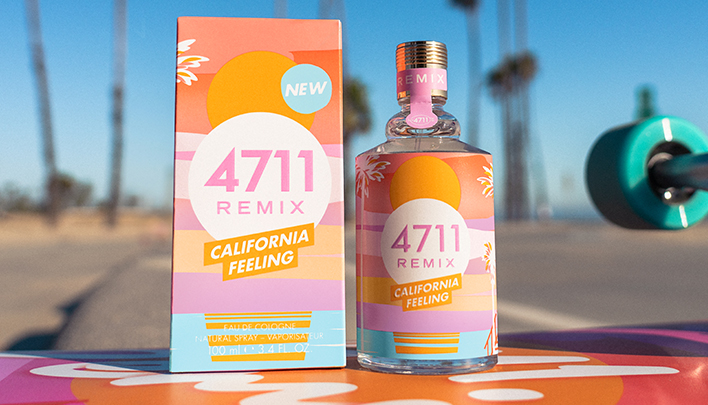 NEW
4711
REMIX
CALIFORNIA
FEELING
EAU DE COLOGNE
NATURAL SPRAY – VAPORISATEUR
100 ml ℮ 3.4 FL. OZ.
REMIX
4711
4711
REMIX
CALIFORNIA
FEELING